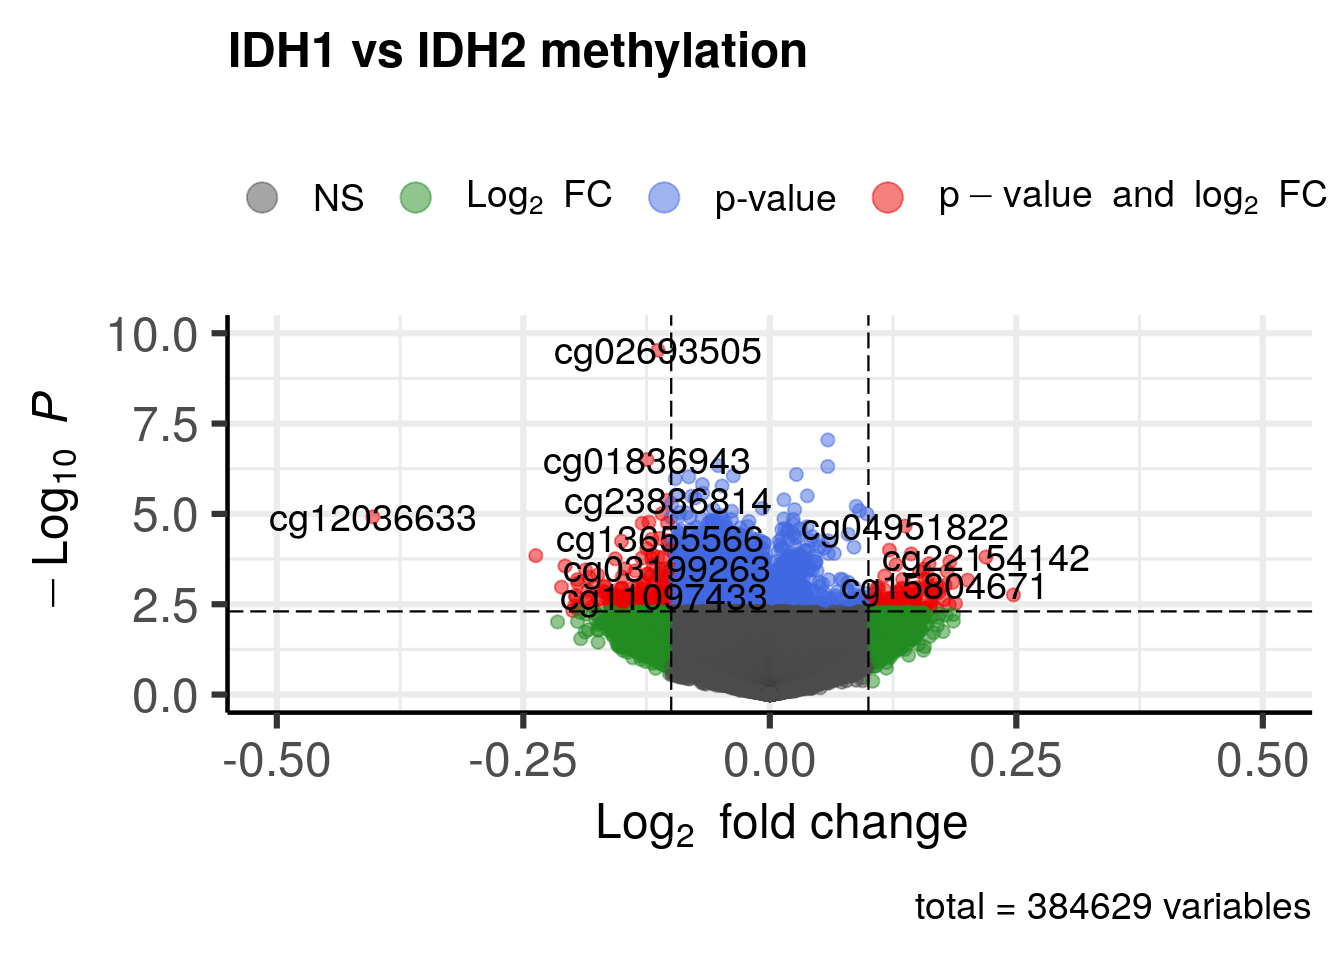 IDH1 vs IDH2 methylation
NS Log₂ FC p-value p − value and log₂ FC
10.0
7.5
5.0
2.5
0.0
− Log₁₀ P
cg02693505
cg01836943
cg23836814
cg12036633
cg04951822
cg13655566
cg22154142
cg03199263
cg15804671
cg11097433
-0.50 -0.25 0.00 0.25 0.50
Log₂ fold change
total = 384629 variables